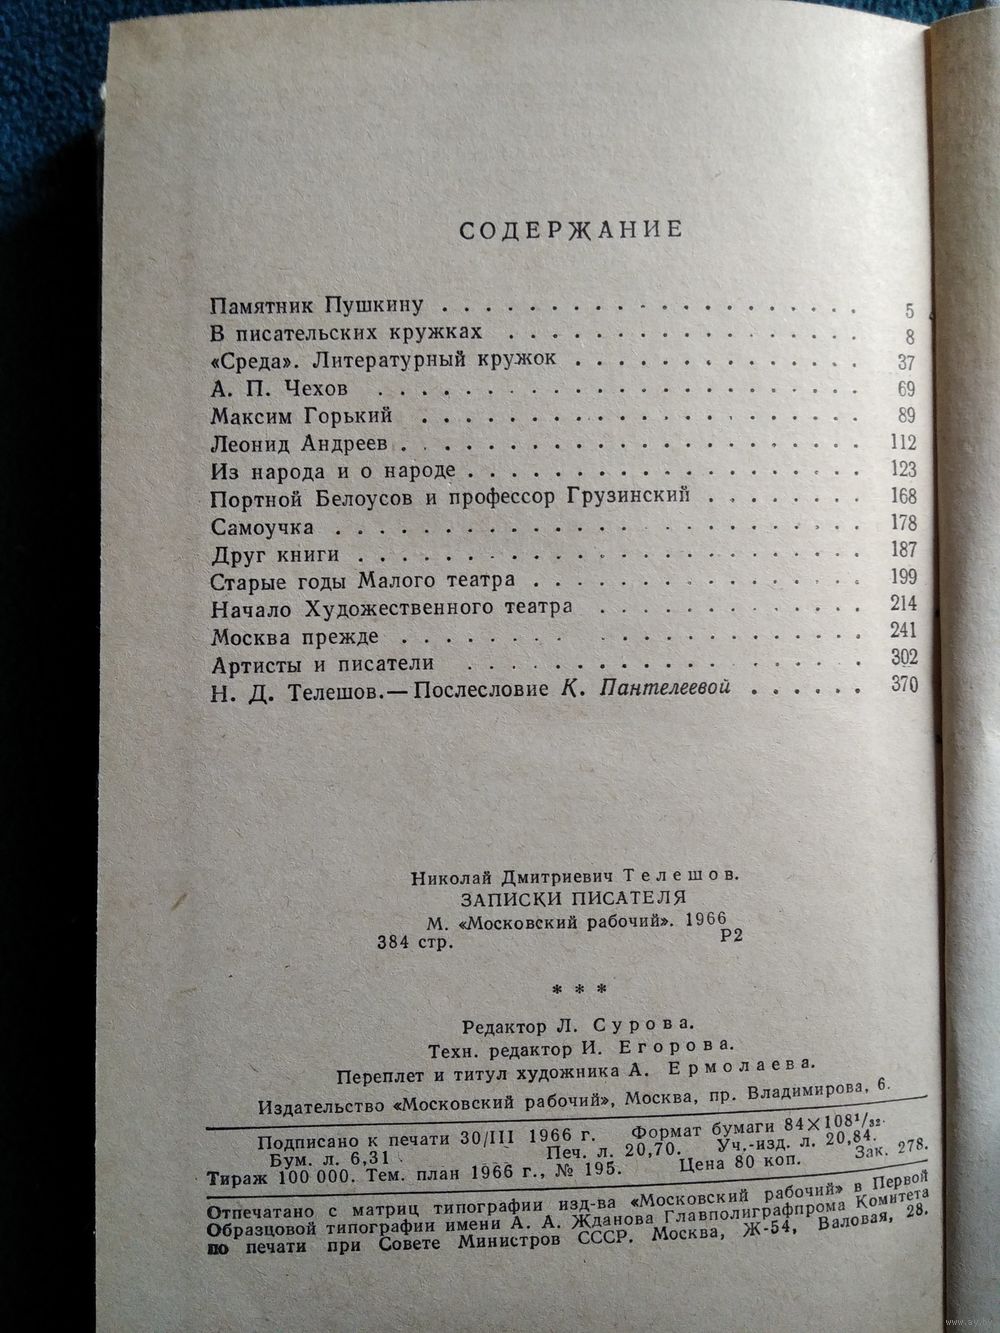 СОДЕРЖАНИЕ
Памятник Пушкину . . . . . . . . . . . . . . . . . . . 5
В писательских кружках . . . . . . . . . . . . . . . . 8
«Среда». Литературный кружок . . . . . . . . . . . . . 37
А. П. Чехов . . . . . . . . . . . . . . . . . . . . . 69
Максим Горький . . . . . . . . . . . . . . . . . . . . 89
Леонид Андреев . . . . . . . . . . . . . . . . . . . . 112
Из народа и о народе . . . . . . . . . . . . . . . . . 123
Портной Белоусов и профессор Грузинский . . . . . . . 168
Самоучка . . . . . . . . . . . . . . . . . . . . . . . 178
Друг книги . . . . . . . . . . . . . . . . . . . . . . 187
Старые годы Малого театра . . . . . . . . . . . . . . 199
Начало Художественного театра . . . . . . . . . . . . 214
Москва прежде . . . . . . . . . . . . . . . . . . . . 241
Артисты и писатели . . . . . . . . . . . . . . . . . . 302
Н. Д. Телешов.— Послесловие К. Пантелеевой . . . . . . 370
Николай Дмитриевич Телешов.
ЗАПИСКИ ПИСАТЕЛЯ
М. «Московский рабочий». 1966
384 стр. Р2
* * *
Редактор Л. Сурова.
Техн. редактор И. Егорова.
Переплет и титул художника А. Ермолаева.
Издательство «Московский рабочий», Москва, пр. Владимирова, 6.
Подписано к печати 30/III 1966 г. Формат бумаги 84×108¹/₃₂.
Бум. л. 6,31 Печ. л. 20,70. Уч.-изд. л. 20,84.
Тираж 100 000. Тем. план 1966 г., № 195. Цена 80 коп. Зак. 278.
Отпечатано с матриц типографии изд-ва «Московский рабочий» в Первой
Образцовой типографии имени А. А. Жданова Главполиграфпрома Комитета
по печати при Совете Министров СССР. Москва, Ж-54, Валовая, 28.
www.ay.by